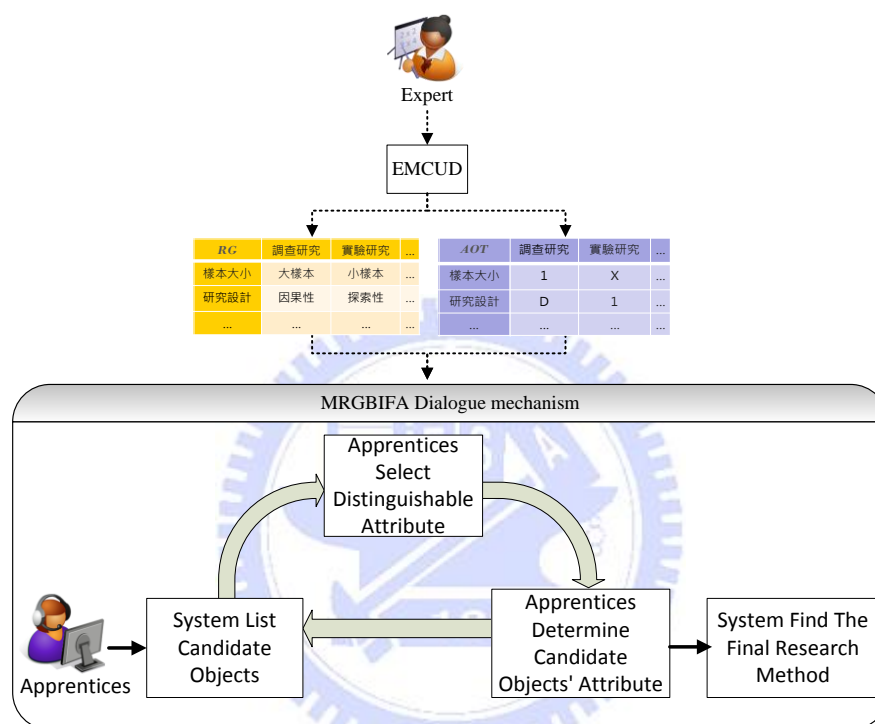 Expert
EMCUD
RG 調查研究 實驗研究 ...
樣本大小 大樣本 小樣本 ...
研究設計 因果性 探索性 ...
... ... ... ...
AOT 調查研究 實驗研究 ...
樣本大小 1 X ...
研究設計 D 1 ...
... ... ... ...
MRGBIFA Dialogue mechanism
Apprentices
Select
Distinguishable
Attribute
Apprentices
System List
Candidate
Objects
Apprentices
Determine
Candidate
Objects' Attribute
System Find The
Final Research
Method